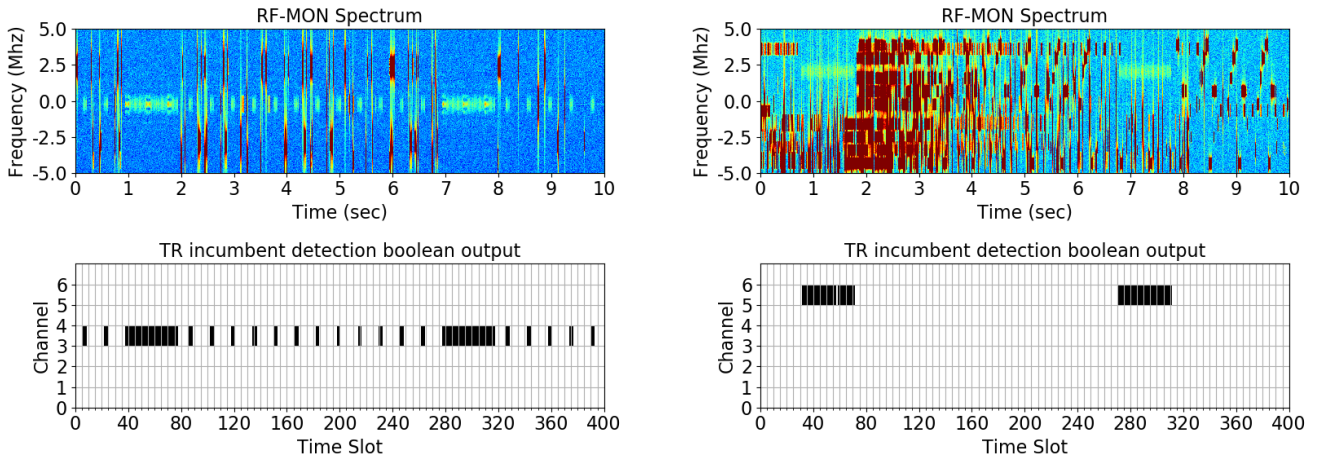 RF-MON Spectrum
5.0
2.5
0.0
-2.5
-5.0
Frequency (Mhz)
0 1 2 3 4 5 6 7 8 9 10
Time (sec)
RF-MON Spectrum
5.0
2.5
0.0
-2.5
-5.0
Frequency (Mhz)
0 1 2 3 4 5 6 7 8 9 10
Time (sec)
TR incumbent detection boolean output
6
5
4
3
2
1
0
Channel
0 40 80 120 160 200 240 280 320 360 400
Time Slot
TR incumbent detection boolean output
6
5
4
3
2
1
0
Channel
0 40 80 120 160 200 240 280 320 360 400
Time Slot